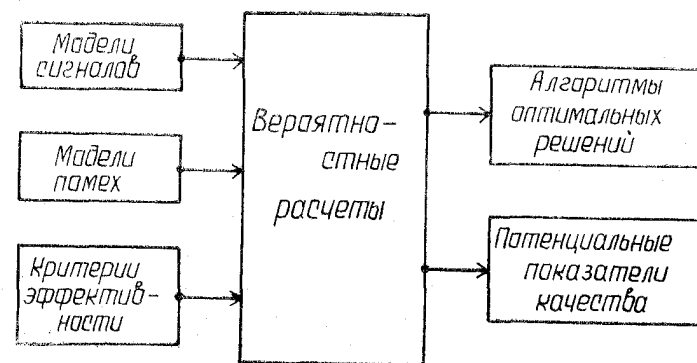 Модели
сигналов
Модели
помех
Критерии
эффектив-
ности
Вероятно-
стные
расчеты
Алгоритмы
оптимальных
решений
Потенциальные
показатели
качества